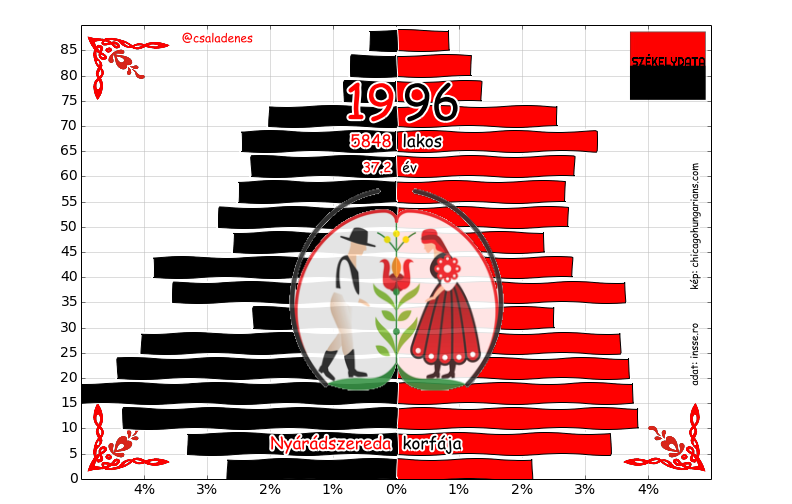 @csaladenes
SZÉKELYDATA
1996
5848 lakos
37,2 év
kép: chicagohungarians.com
adat: insse.ro
Nyárádszereda korfája
85
80
75
70
65
60
55
50
45
40
35
30
25
20
15
10
5
0
4% 3% 2% 1% 0% 1% 2% 3% 4%